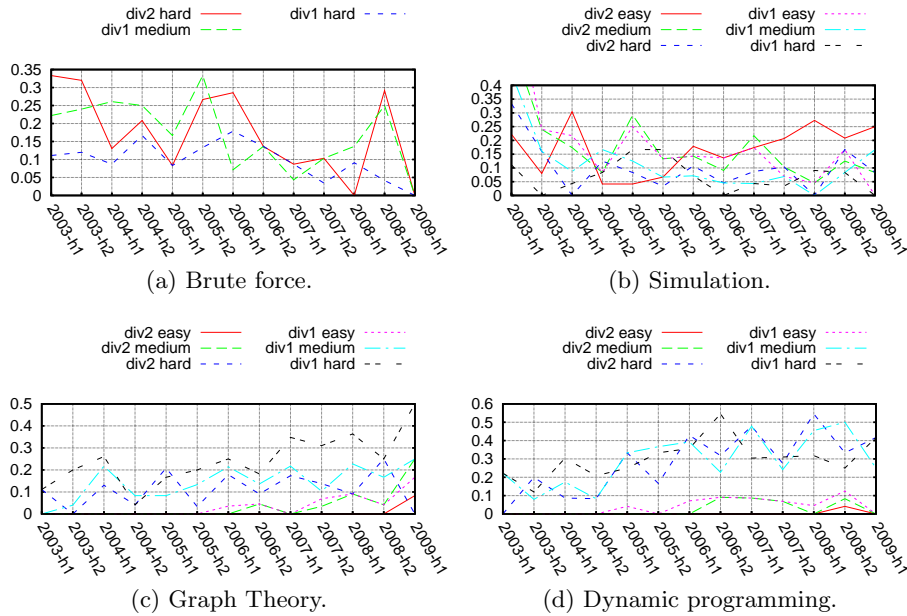 div2 hard
div1 medium
div1 hard
0.35
0.3
0.25
0.2
0.15
0.1
0.05
0
2003-h1
2003-h2
2004-h1
2004-h2
2005-h1
2005-h2
2006-h1
2006-h2
2007-h1
2007-h2
2008-h1
2008-h2
2009-h1
(a) Brute force.
div2 easy
div2 medium
div2 hard
div1 easy
div1 medium
div1 hard
0.4
0.35
0.3
0.25
0.2
0.15
0.1
0.05
0
2003-h1
2003-h2
2004-h1
2004-h2
2005-h1
2005-h2
2006-h1
2006-h2
2007-h1
2007-h2
2008-h1
2008-h2
2009-h1
(b) Simulation.
div2 easy
div2 medium
div2 hard
div1 easy
div1 medium
div1 hard
0.5
0.4
0.3
0.2
0.1
0
2003-h1
2003-h2
2004-h1
2004-h2
2005-h1
2005-h2
2006-h1
2006-h2
2007-h1
2007-h2
2008-h1
2008-h2
2009-h1
(c) Graph Theory.
div2 easy
div2 medium
div2 hard
div1 easy
div1 medium
div1 hard
0.6
0.5
0.4
0.3
0.2
0.1
0
2003-h1
2003-h2
2004-h1
2004-h2
2005-h1
2005-h2
2006-h1
2006-h2
2007-h1
2007-h2
2008-h1
2008-h2
2009-h1
(d) Dynamic programming.